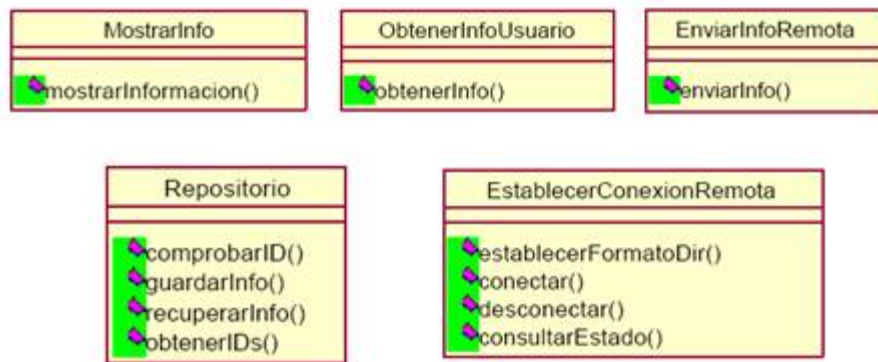 MostrarInfo
mostrarInformacion()
ObtenerInfoUsuario
obtenerInfo()
EnviarInfoRemota
enviarInfo()
Repositorio
comprobarID()
guardarInfo()
recuperarInfo()
obtenerIDs()
EstablecerConexionRemota
establecerFormatoDir()
conectar()
desconectar()
consultarEstado()